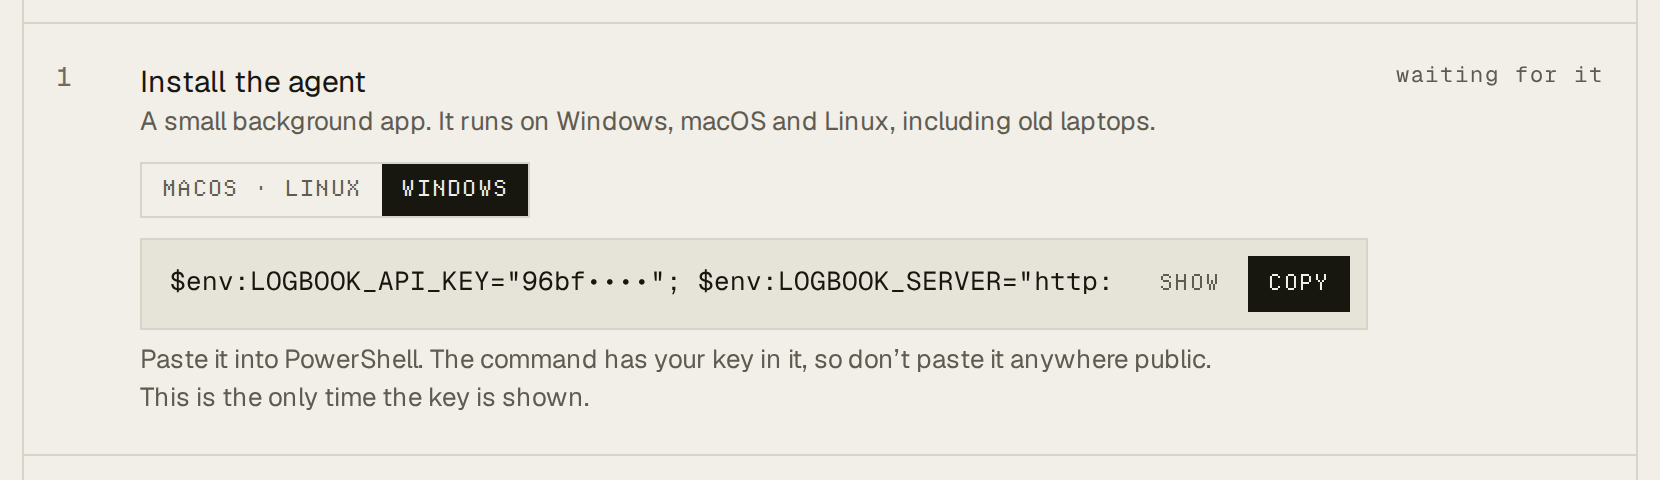 1
Install the agent
waiting for it
A small background app. It runs on Windows, macOS and Linux, including old laptops.
MACOS · LINUX
WINDOWS
$env:LOGBOOK_API_KEY="96bf••••"; $env:LOGBOOK_SERVER="http:
SHOW
COPY
Paste it into PowerShell. The command has your key in it, so don’t paste it anywhere public.
This is the only time the key is shown.